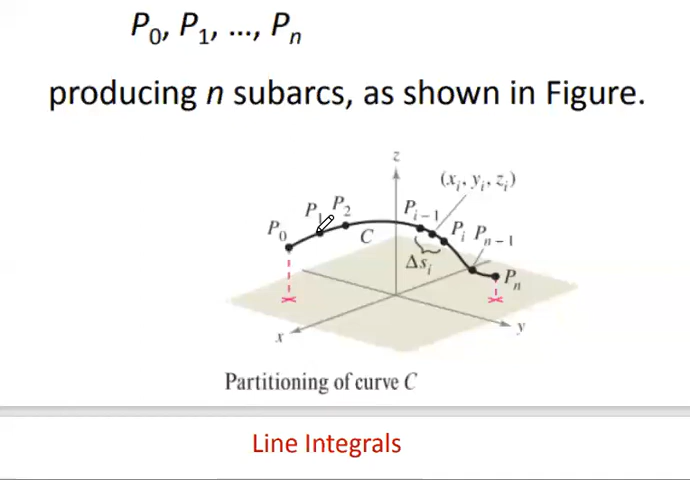 P₀, P₁, ..., Pₙ
producing n subarcs, as shown in Figure.
z
(xᵢ, yᵢ, zᵢ)
P₀
P₁
P₂
C
Pᵢ₋₁
Pᵢ
Pₙ₋₁
Δsᵢ
Pₙ
x
y
Partitioning of curve C
Line Integrals